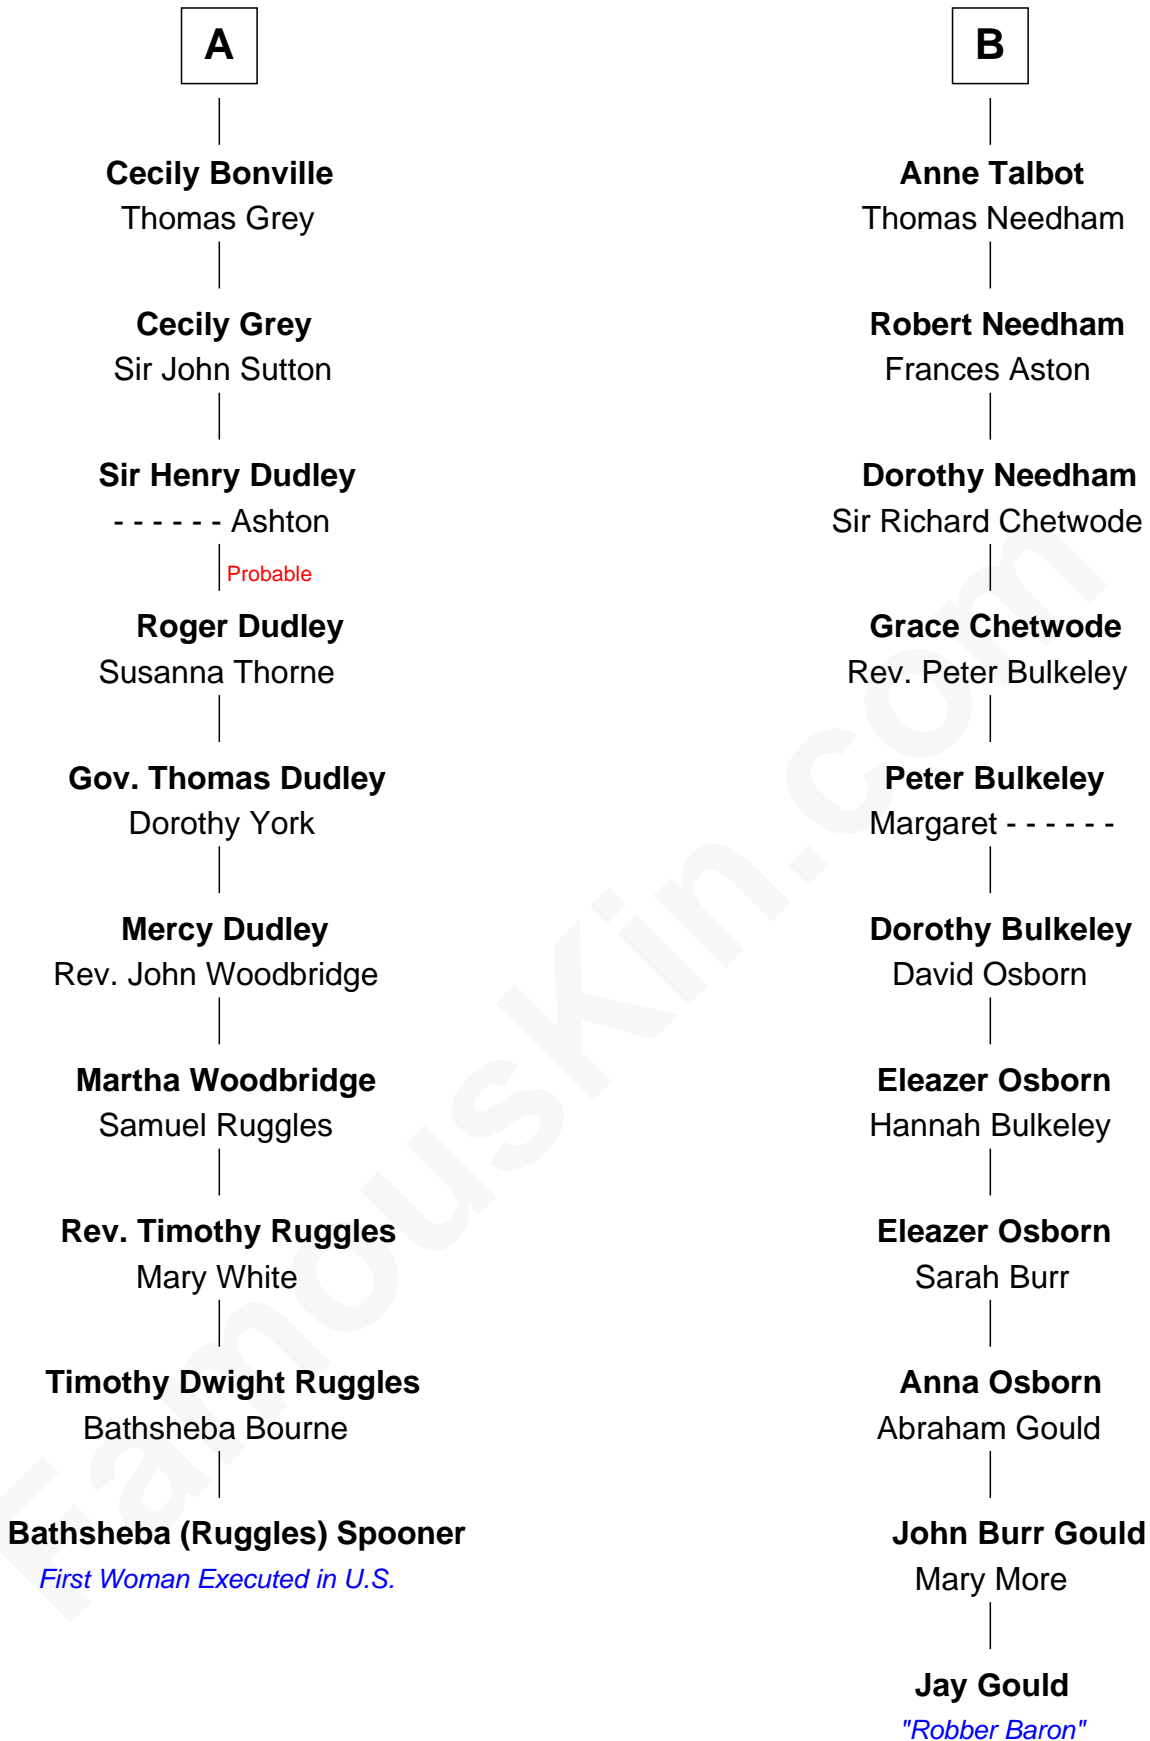 A
Cecily Bonville
Thomas Grey
Cecily Grey
Sir John Sutton
Sir Henry Dudley
- - - - - - Ashton
Probable
Roger Dudley
Susanna Thorne
Gov. Thomas Dudley
Dorothy York
Mercy Dudley
Rev. John Woodbridge
Martha Woodbridge
Samuel Ruggles
Rev. Timothy Ruggles
Mary White
Timothy Dwight Ruggles
Bathsheba Bourne
Bathsheba (Ruggles) Spooner
First Woman Executed in U.S.
B
Anne Talbot
Thomas Needham
Robert Needham
Frances Aston
Dorothy Needham
Sir Richard Chetwode
Grace Chetwode
Rev. Peter Bulkeley
Peter Bulkeley
Margaret - - - - - -
Dorothy Bulkeley
David Osborn
Eleazer Osborn
Hannah Bulkeley
Eleazer Osborn
Sarah Burr
Anna Osborn
Abraham Gould
John Burr Gould
Mary More
Jay Gould
"Robber Baron"
FamousKin.com